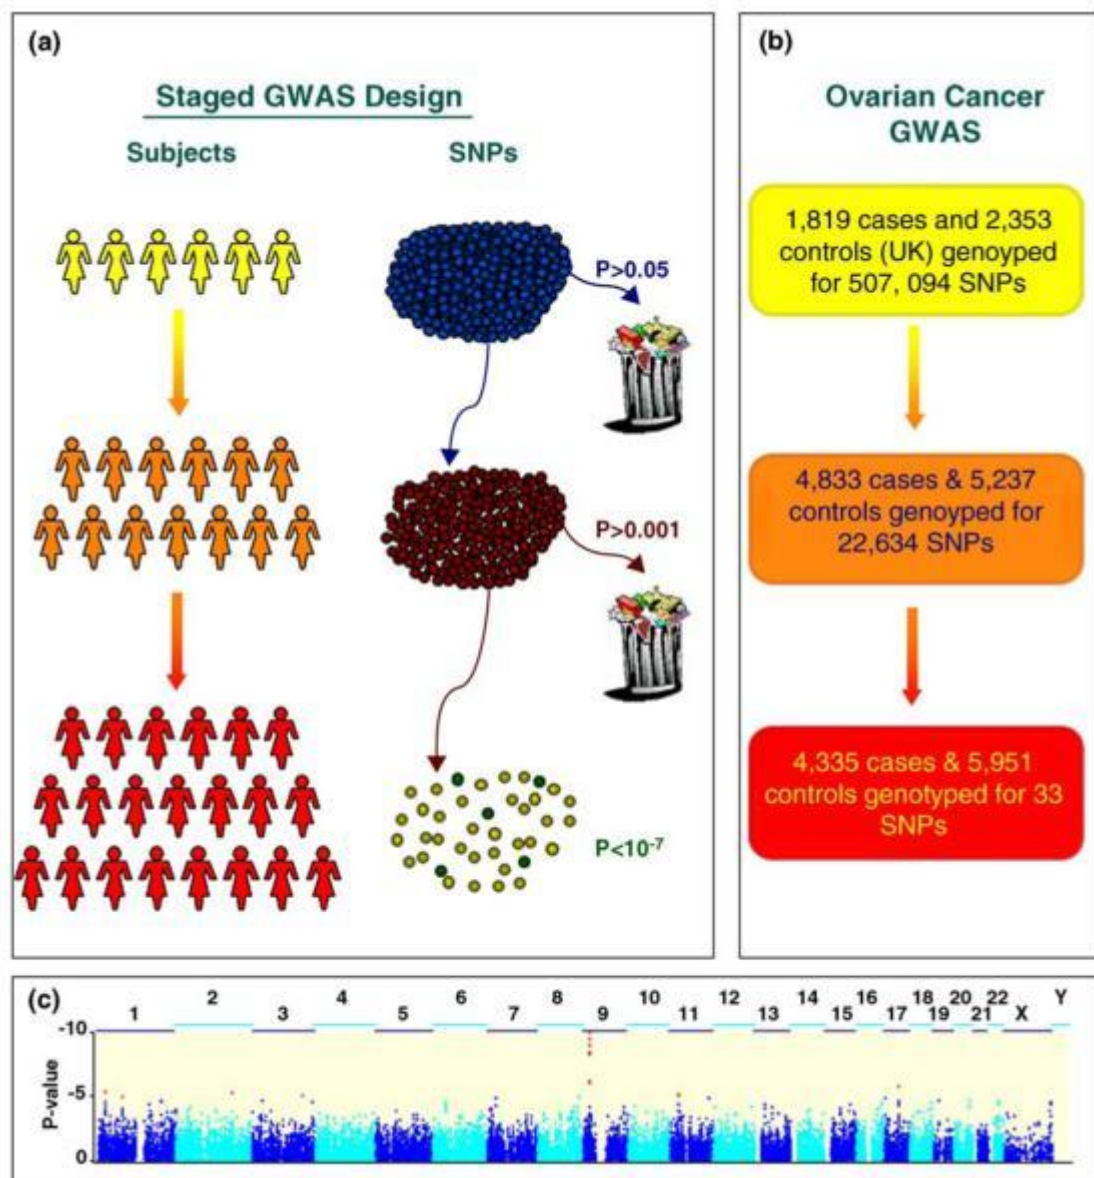 (a)
Staged GWAS Design
Subjects
SNPs
P>0.05
P>0.001
P<10⁻⁷
(b)
Ovarian Cancer
GWAS
1,819 cases and 2,353
controls (UK) genoyped
for 507, 094 SNPs
4,833 cases & 5,237
controls genoyped for
22,634 SNPs
4,335 cases & 5,951
controls genotyped for 33
SNPs
(c)
2 4 6 8 10 12 14 16 18 20 22 Y
1 3 5 7 9 11 13 15 17 19 21 X
-10
-5
0
P-value